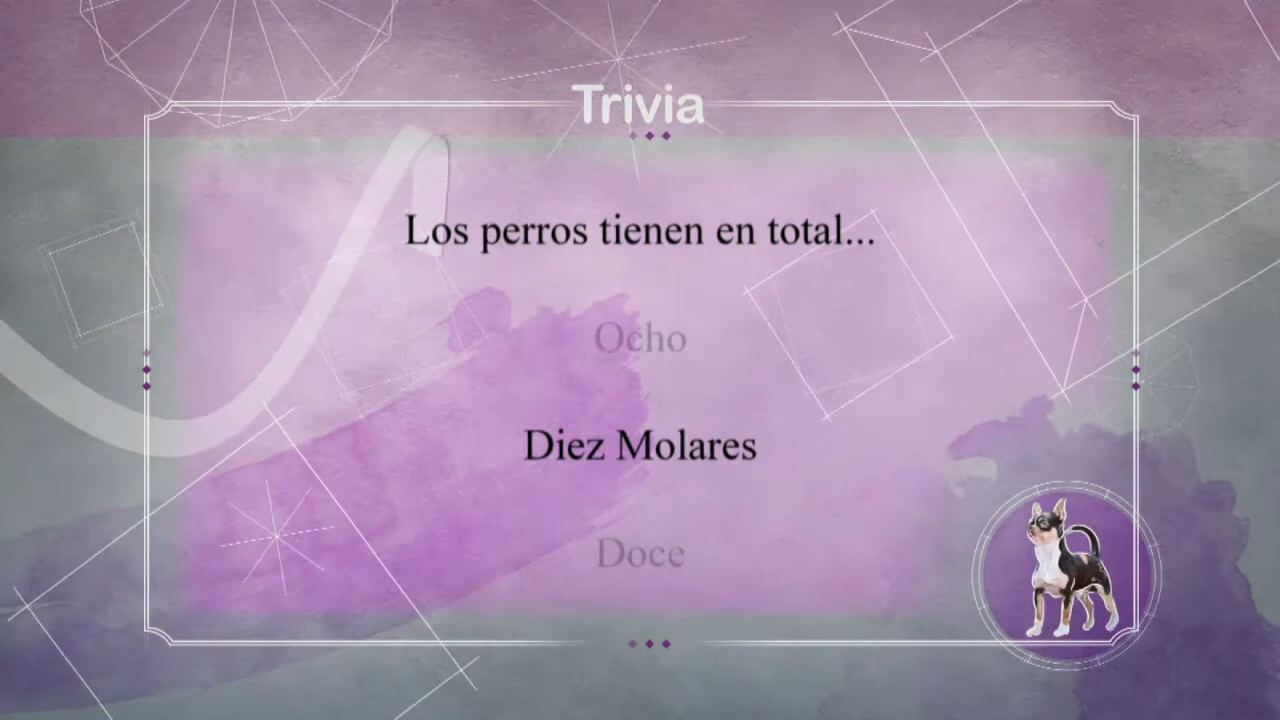 Trivia
Los perros tienen en total...
Ocho
Diez Molares
Doce